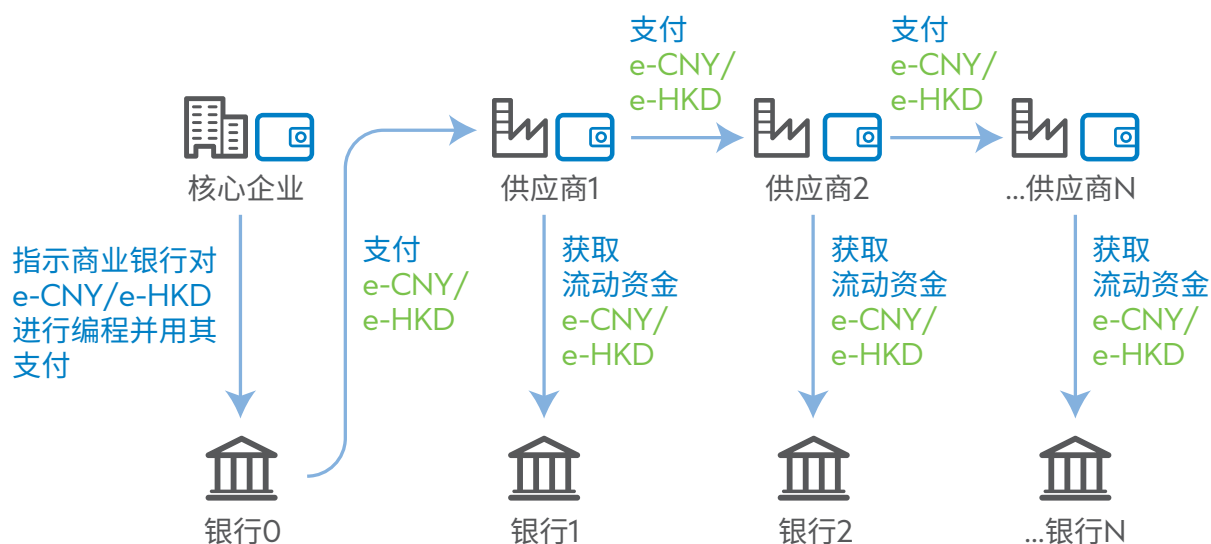 支付
e-CNY/
e-HKD
支付
e-CNY/
e-HKD
核心企业
供应商1
供应商2
...供应商N
指示商业银行对
e-CNY/e-HKD
进行编程并用其
支付
支付
e-CNY/
e-HKD
获取
流动资金
e-CNY/
e-HKD
获取
流动资金
e-CNY/
e-HKD
获取
流动资金
e-CNY/
e-HKD
银行0
银行1
银行2
...银行N